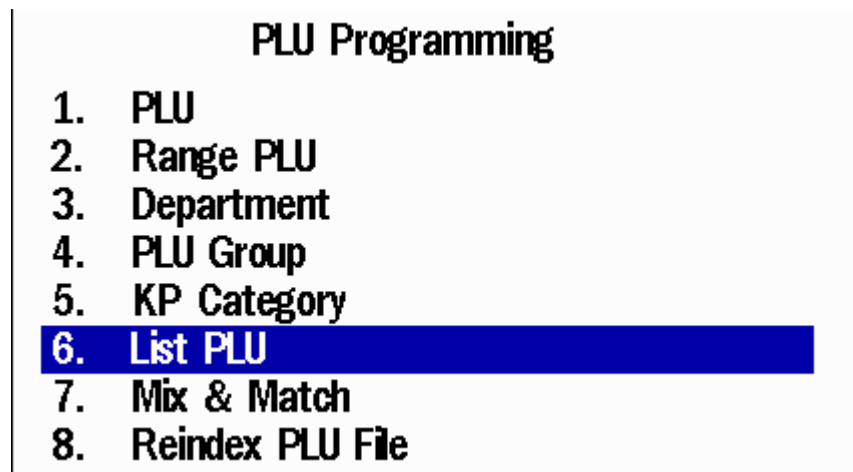 PLU Programming
1. PLU
2. Range PLU
3. Department
4. PLU Group
5. KP Category
6. List PLU
7. Mix & Match
8. Reindex PLU File